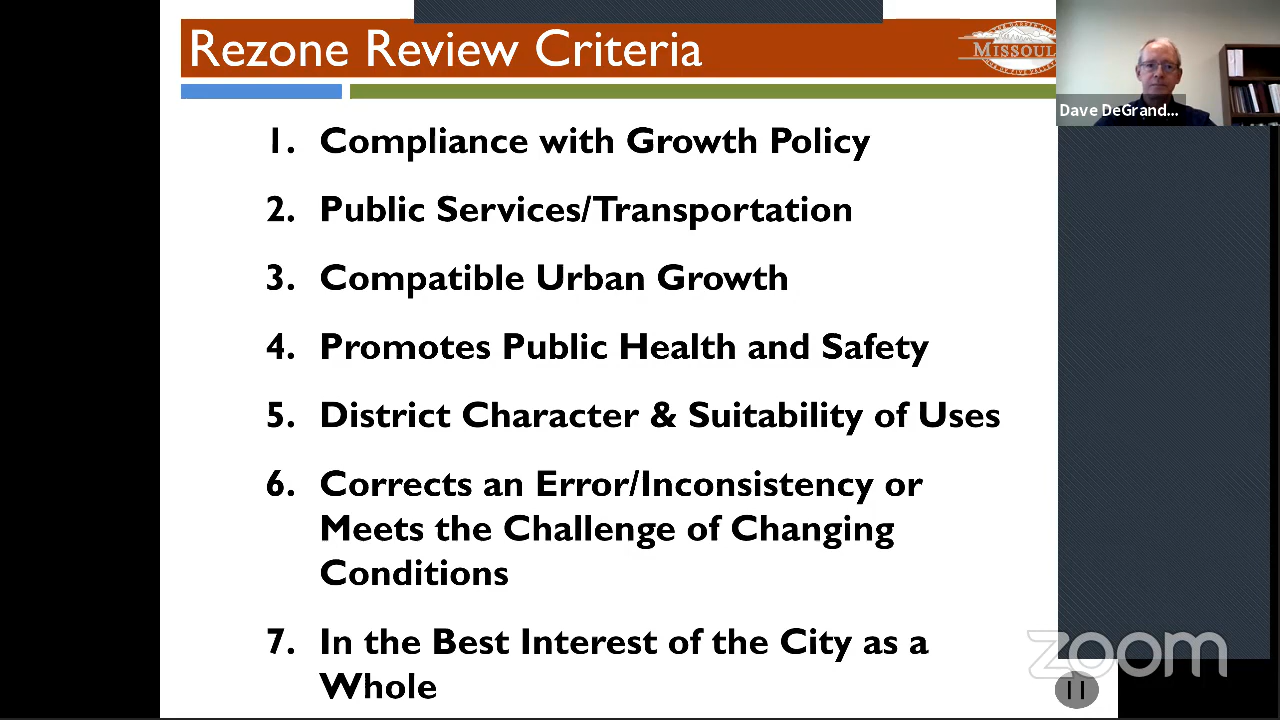 Rezone Review Criteria
MISSOUL
Dave DeGrand...
1. Compliance with Growth Policy
2. Public Services/Transportation
3. Compatible Urban Growth
4. Promotes Public Health and Safety
5. District Character & Suitability of Uses
6. Corrects an Error/Inconsistency or
Meets the Challenge of Changing
Conditions
7. In the Best Interest of the City as a
Whole
zoom
11